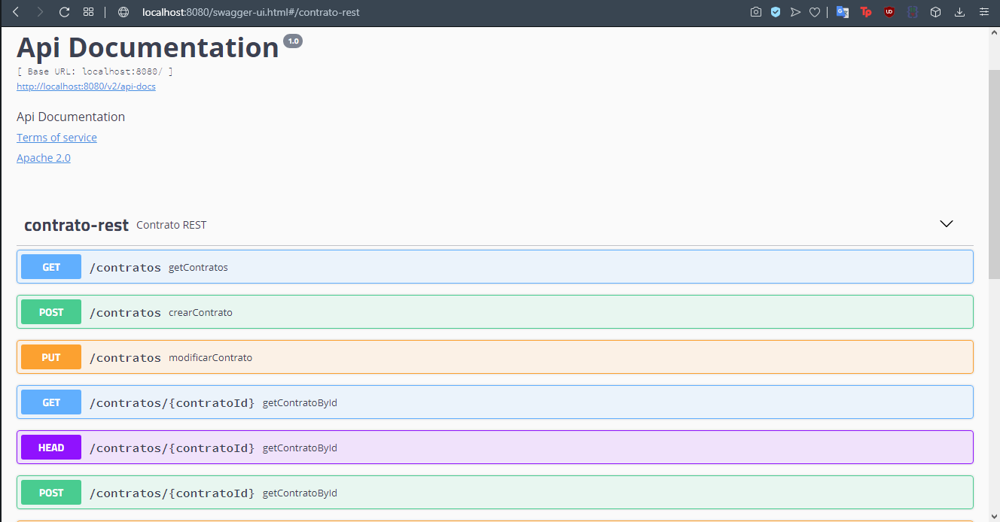 localhost:8080/swagger-ui.html#/contrato-rest
Api Documentation 1.0
[ Base URL: localhost:8080/ ]
http://localhost:8080/v2/api-docs
Api Documentation
Terms of service
Apache 2.0
contrato-rest Contrato REST
GET /contratos getContratos
POST /contratos crearContrato
PUT /contratos modificarContrato
GET /contratos/{contratoId} getContratoById
HEAD /contratos/{contratoId} getContratoById
POST /contratos/{contratoId} getContratoById